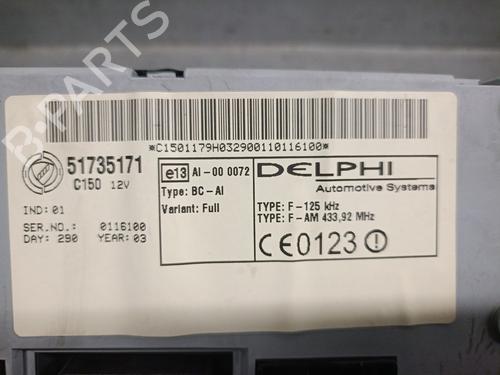 B-PARTS
*C1501179H032900110116100*
FIAT
51735171
C150 12V
IND: 01
SER.NO.: 0116100
DAY: 290 YEAR: 03
e13 AI-00 0072
Type: BC-AI
Variant: Full
DELPHI
Automotive Systems
TYPE: F-125 kHz
TYPE: F-AM 433,92 MHz
CE0123!